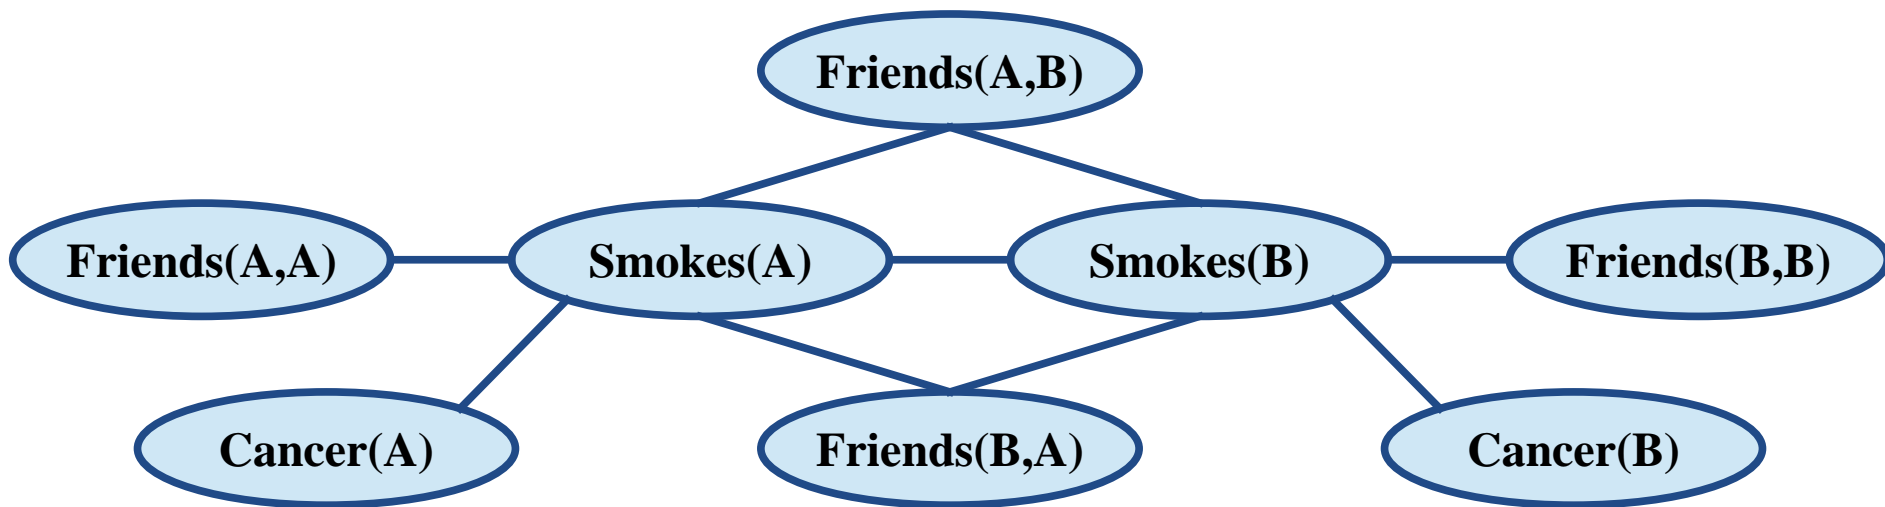 Friends(A,B)
Friends(A,A)
Smokes(A)
Smokes(B)
Friends(B,B)
Cancer(A)
Friends(B,A)
Cancer(B)